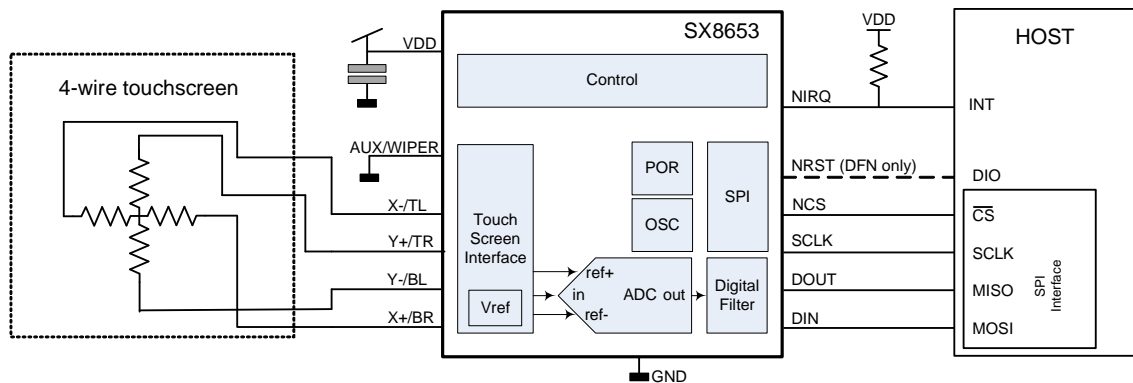 SX8653
VDD
HOST
VDD
4-wire touchscreen
Control
NIRQ
INT
AUX/WIPER
POR
SPI
NRST (DFN only)
DIO
X-/TL
Touch
Screen
Interface
OSC
NCS
CS
Y+/TR
SCLK
SCLK
Y-/BL
ref+
in
ref-
ADC out
Digital
Filter
DOUT
MISO
SPI
Interface
X+/BR
Vref
DIN
MOSI
GND